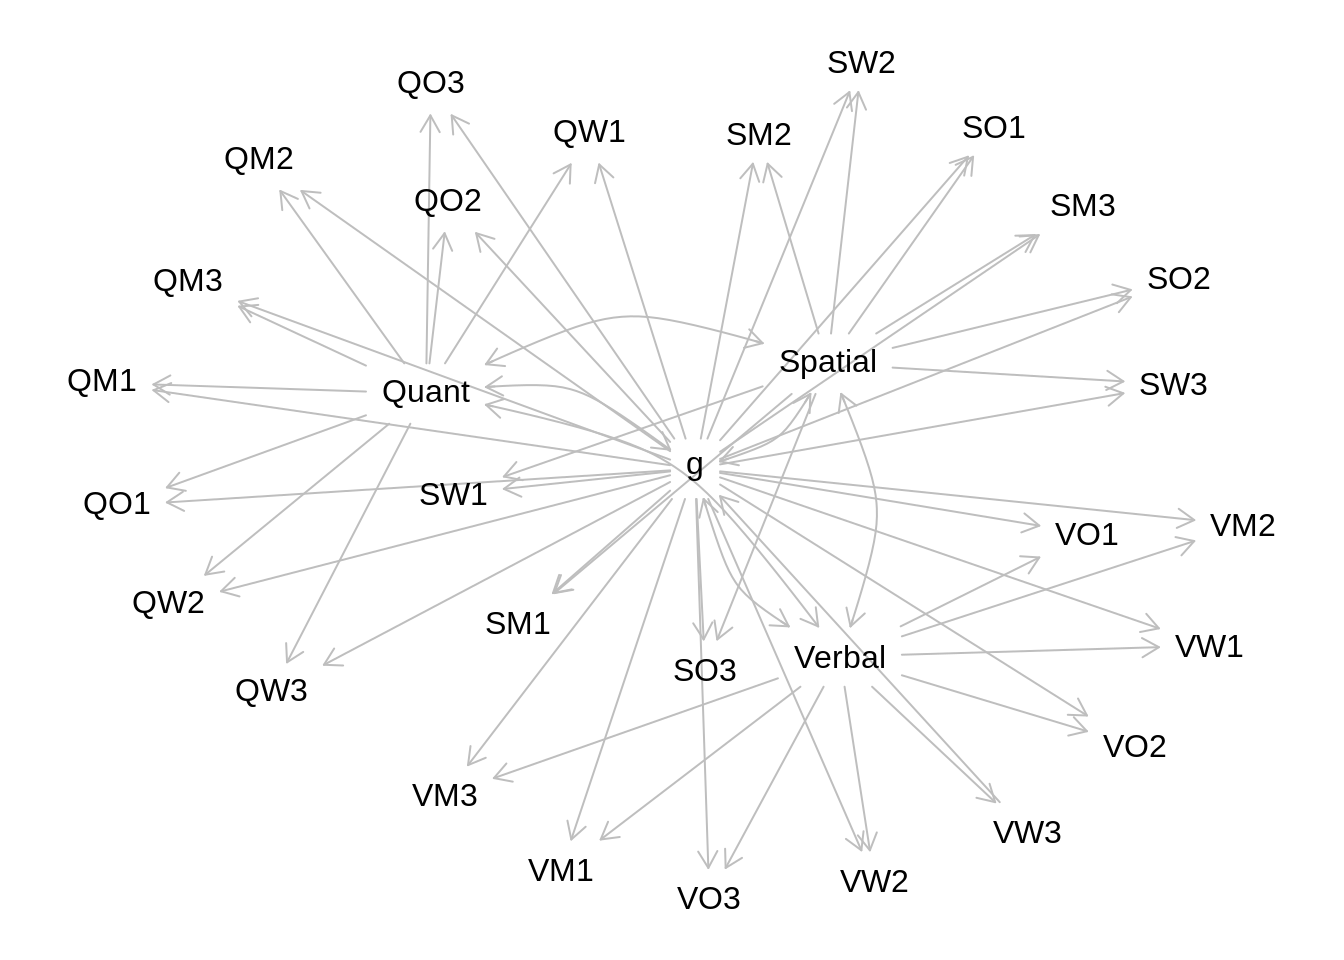 SW2
QO3
SO1
QW1
SM2
QM2
QO2
SM3
QM3
SO2
Spatial
QM1
SW3
Quant
g
SW1
QO1
VM2
VO1
QW2
SM1
VW1
Verbal
SO3
QW3
VO2
VM3
VW3
VM1
VW2
VO3